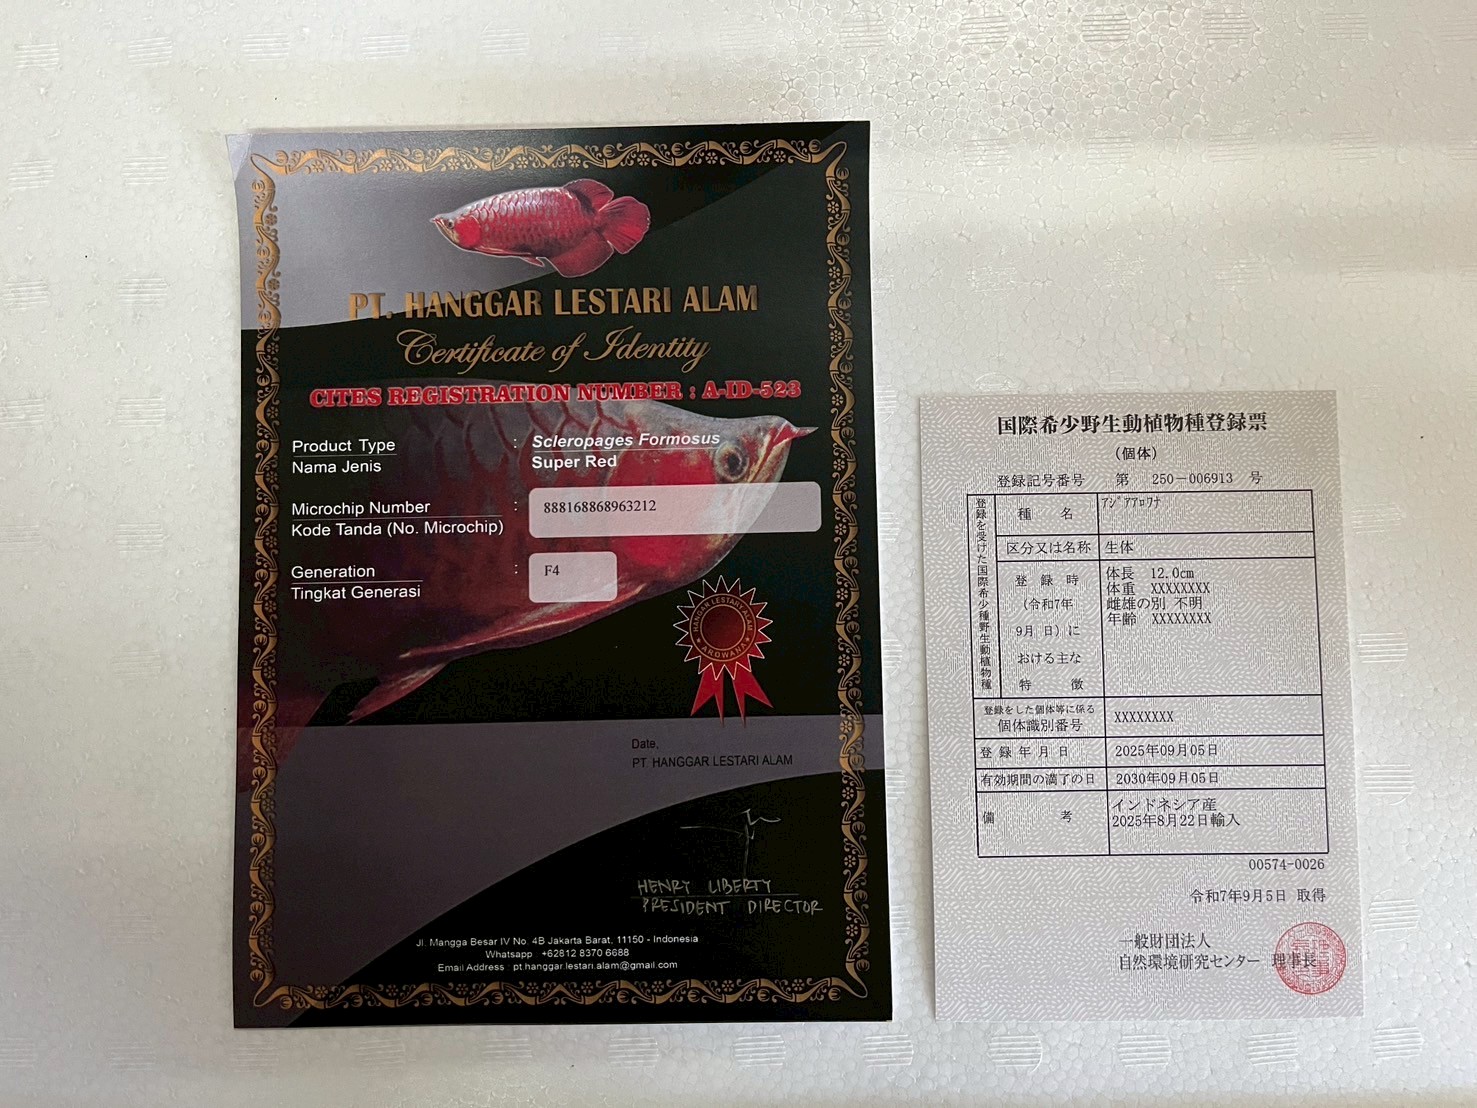 PT. HANGGAR LESTARI ALAM
Certificate of Identity
CITES REGISTRATION NUMBER : A-ID-523
Product Type : Scleropages Formosus
Nama Jenis Super Red
Microchip Number : 888168868963212
Kode Tanda (No. Microchip)
Generation : F4
Tingkat Generasi
HANGGAR LESTARY ALAM
AROWANA
Date,
PT. HANGGAR LESTARI ALAM
HENRY LIBERTY
PRESIDENT DIRECTOR
Jl. Mangga Besar IV No. 4B Jakarta Barat, 11150 - Indonesia
Whatsapp +62812 8370 6688
Email Address : pt.hanggar.lestari.alam@gmail.com
国際希少野生動植物種登録票
（個体）
登録記号番号 第 250－006913 号
登録を受けた国際希少野生動植物種
種 名 ｱｼﾞｱｱﾛﾜﾅ
区分又は名称 生体
登 録 時
(令和7年
9月 日) に
おける主な
特 徴
体長 12.0cm
体重 XXXXXXXX
雌雄の別 不明
年齢 XXXXXXXX
登録をした個体等に係る
個体識別番号 XXXXXXXX
登 録 年 月 日 2025年09月05日
有効期間の満了の日 2030年09月05日
備 考 インドネシア産
2025年8月22日輸入
00574-0026
令和7年9月5日 取得
一般財団法人
自然環境研究センター 理事長